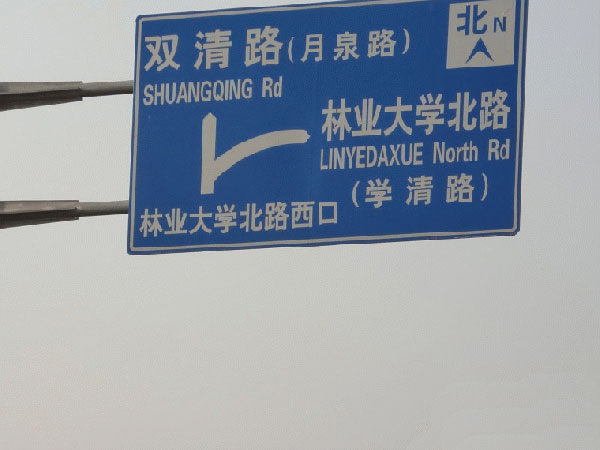 双清路(月泉路)
SHUANGQING Rd
北N
林业大学北路
LINYEDAXUE North Rd
(学清路)
林业大学北路西口